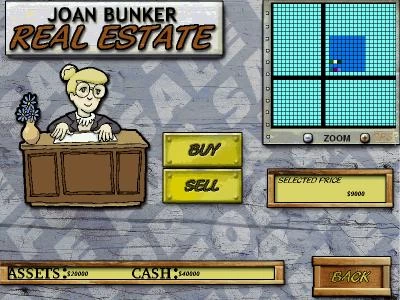 JOAN BUNKER
REAL ESTATE
BUY
SELL
ZOOM
SELECTED PRICE
$9000
ASSETS: $20000 CASH: $40000
BACK